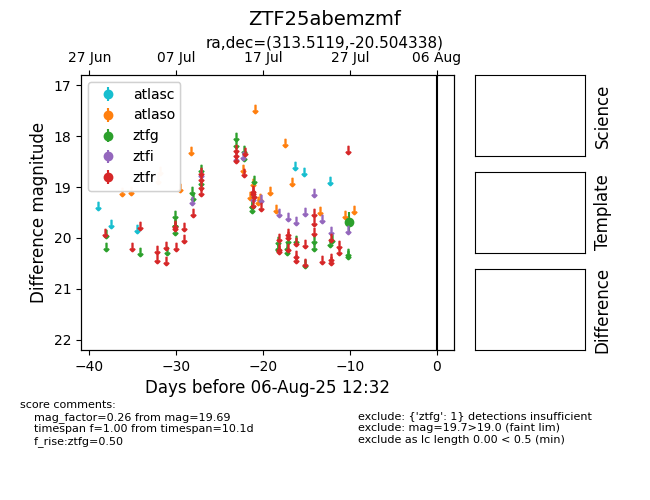 ZTF25abemzmf
ra,dec=(313.5119,-20.504338)
27 Jun 07 Jul 17 Jul 27 Jul 06 Aug
17
18
19
20
21
22
Difference magnitude
atlasc
atlaso
ztfg
ztfi
ztfr
−40 −30 −20 −10 0
Days before 06-Aug-25 12:32
Science
Template
Difference
score comments:
mag_factor=0.26 from mag=19.69
timespan f=1.00 from timespan=10.1d
f_rise:ztfg=0.50
exclude: {'ztfg': 1} detections insufficient
exclude: mag=19.7>19.0 (faint lim)
exclude as lc length 0.00 < 0.5 (min)